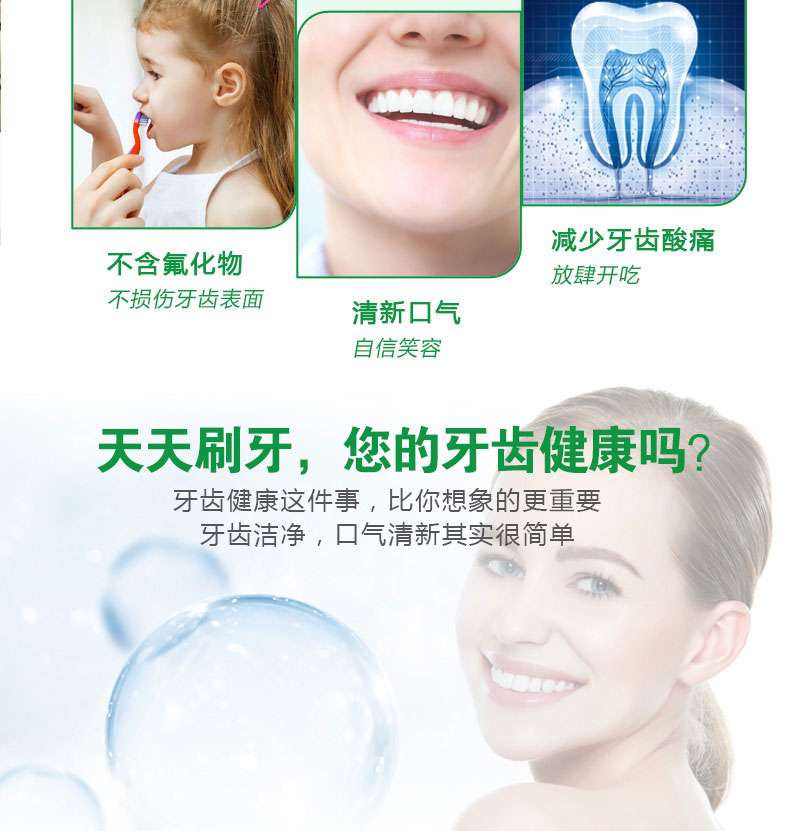 不含氟化物
不损伤牙齿表面
清新口气
自信笑容
减少牙齿酸痛
放肆开吃
天天刷牙，您的牙齿健康吗?
牙齿健康这件事，比你想象的更重要
牙齿洁净，口气清新其实很简单